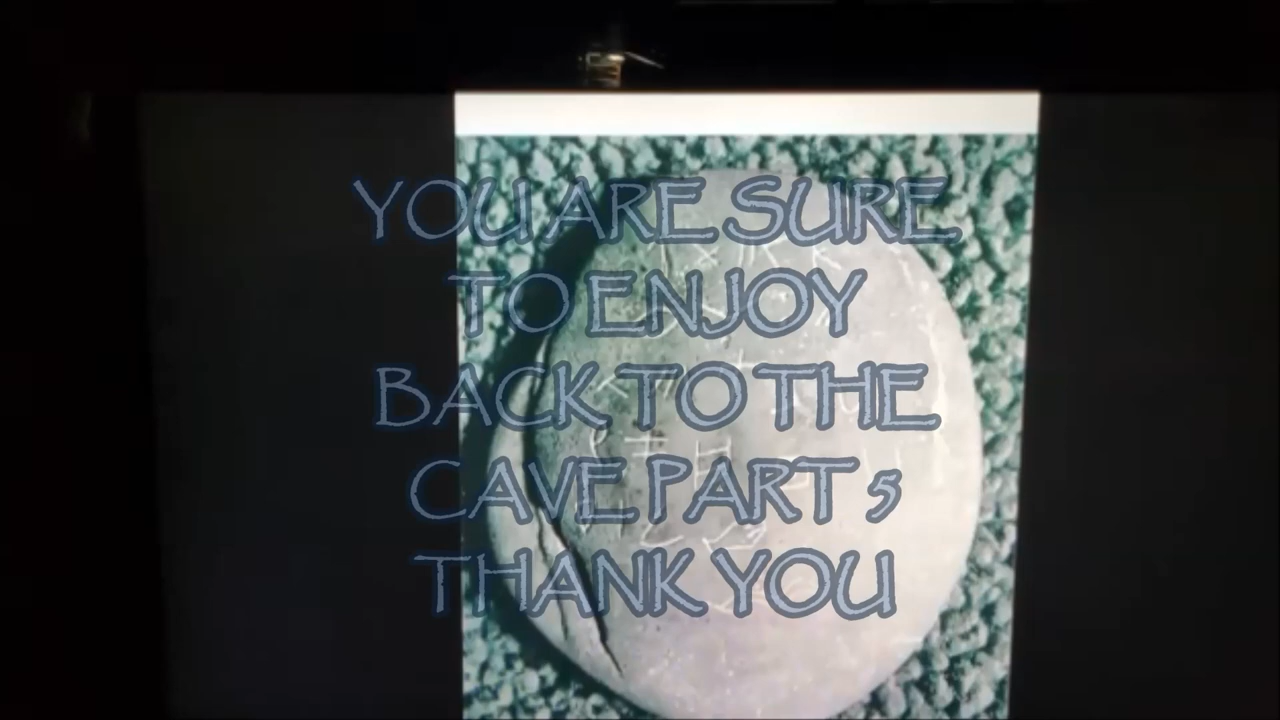 YOU ARE SURE
TO ENJOY
BACK TO THE
CAVE PART 5
THANK YOU